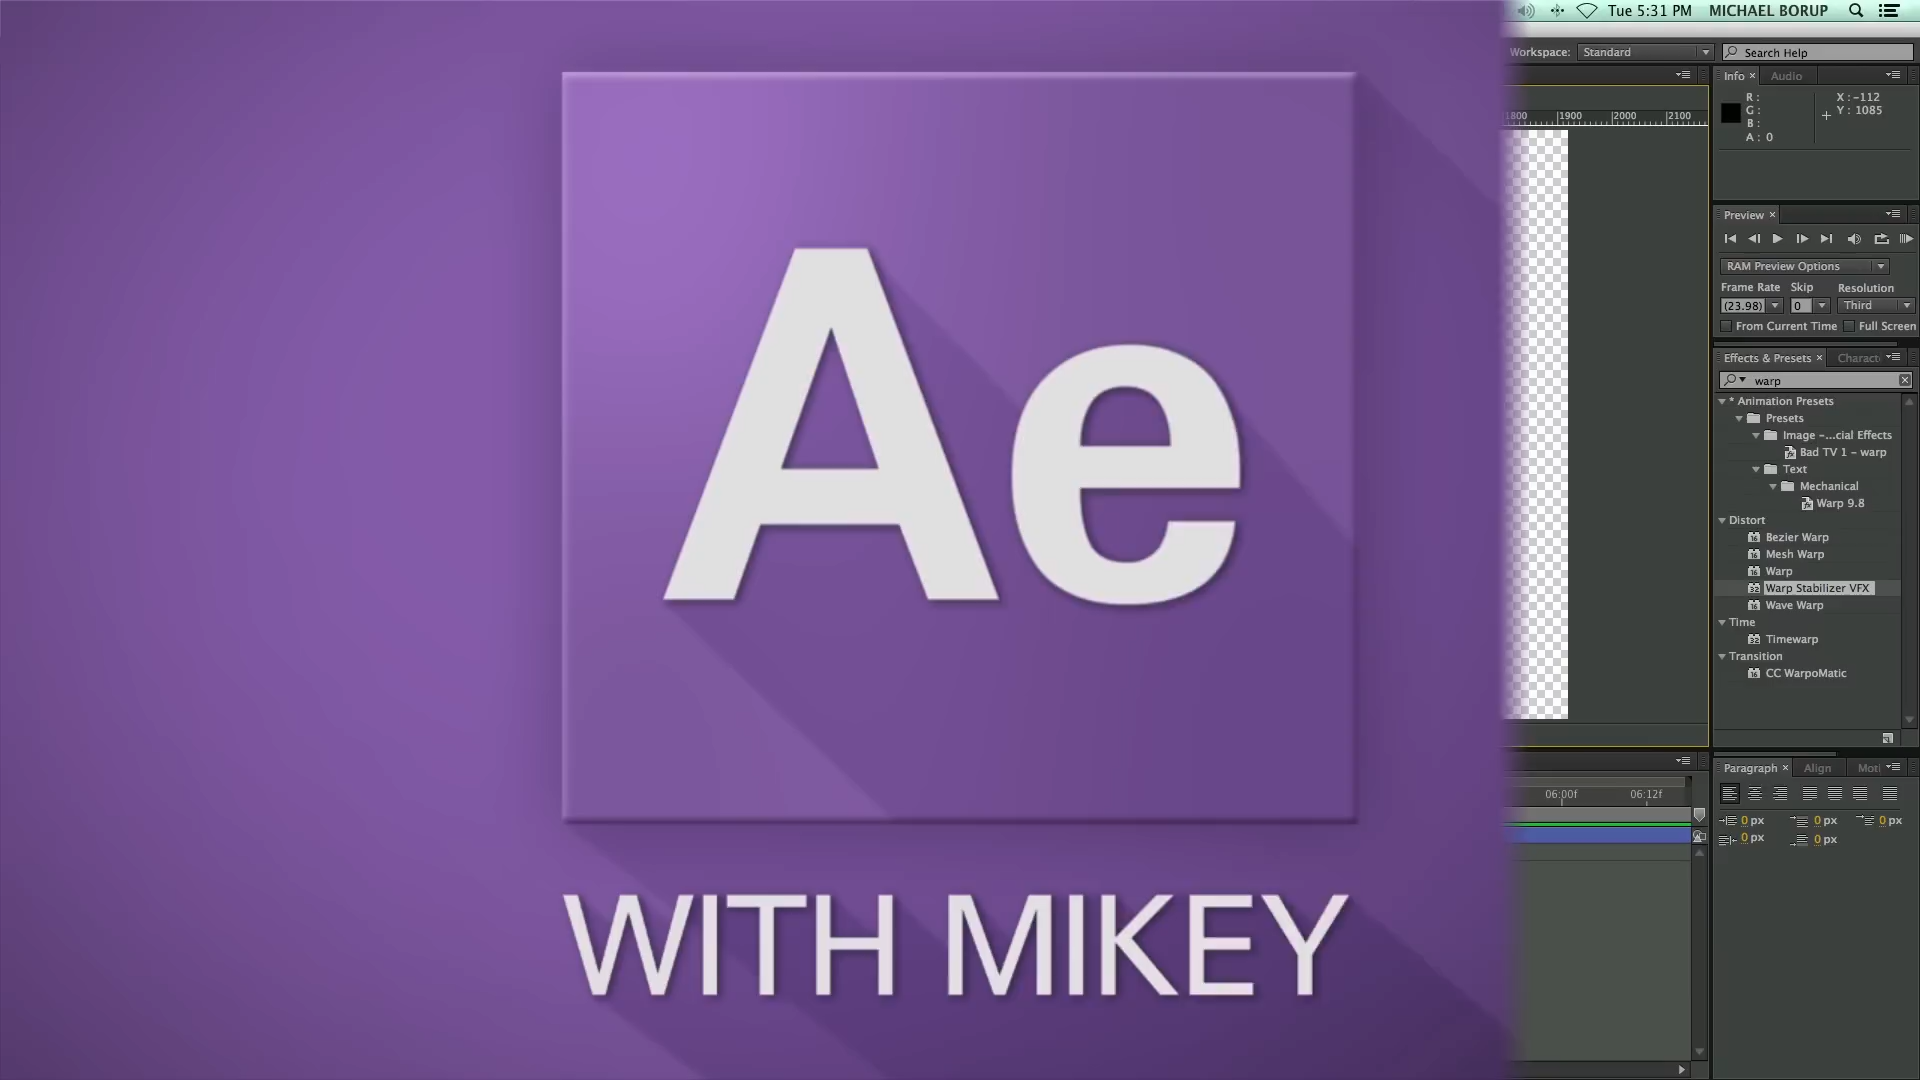 Tue 5:31 PM MICHAEL BORUP
Workspace: Standard Search Help
Info Audio
R : X : -112
G : Y : 1085
B :
A : 0
1800 1900 2000 2100
Preview
RAM Preview Options
Frame Rate Skip Resolution
(23.98) 0 Third
From Current Time Full Screen
Effects & Presets Charact
warp
* Animation Presets
Presets
Image -...cial Effects
Bad TV 1 - warp
Text
Mechanical
Warp 9.8
Distort
Bezier Warp
Mesh Warp
Warp
Warp Stabilizer VFX
Wave Warp
Time
Timewarp
Transition
CC WarpoMatic
Ae
WITH MIKEY
Paragraph Align Moti
06:00f 06:12f
0 px 0 px 0 px
0 px 0 px